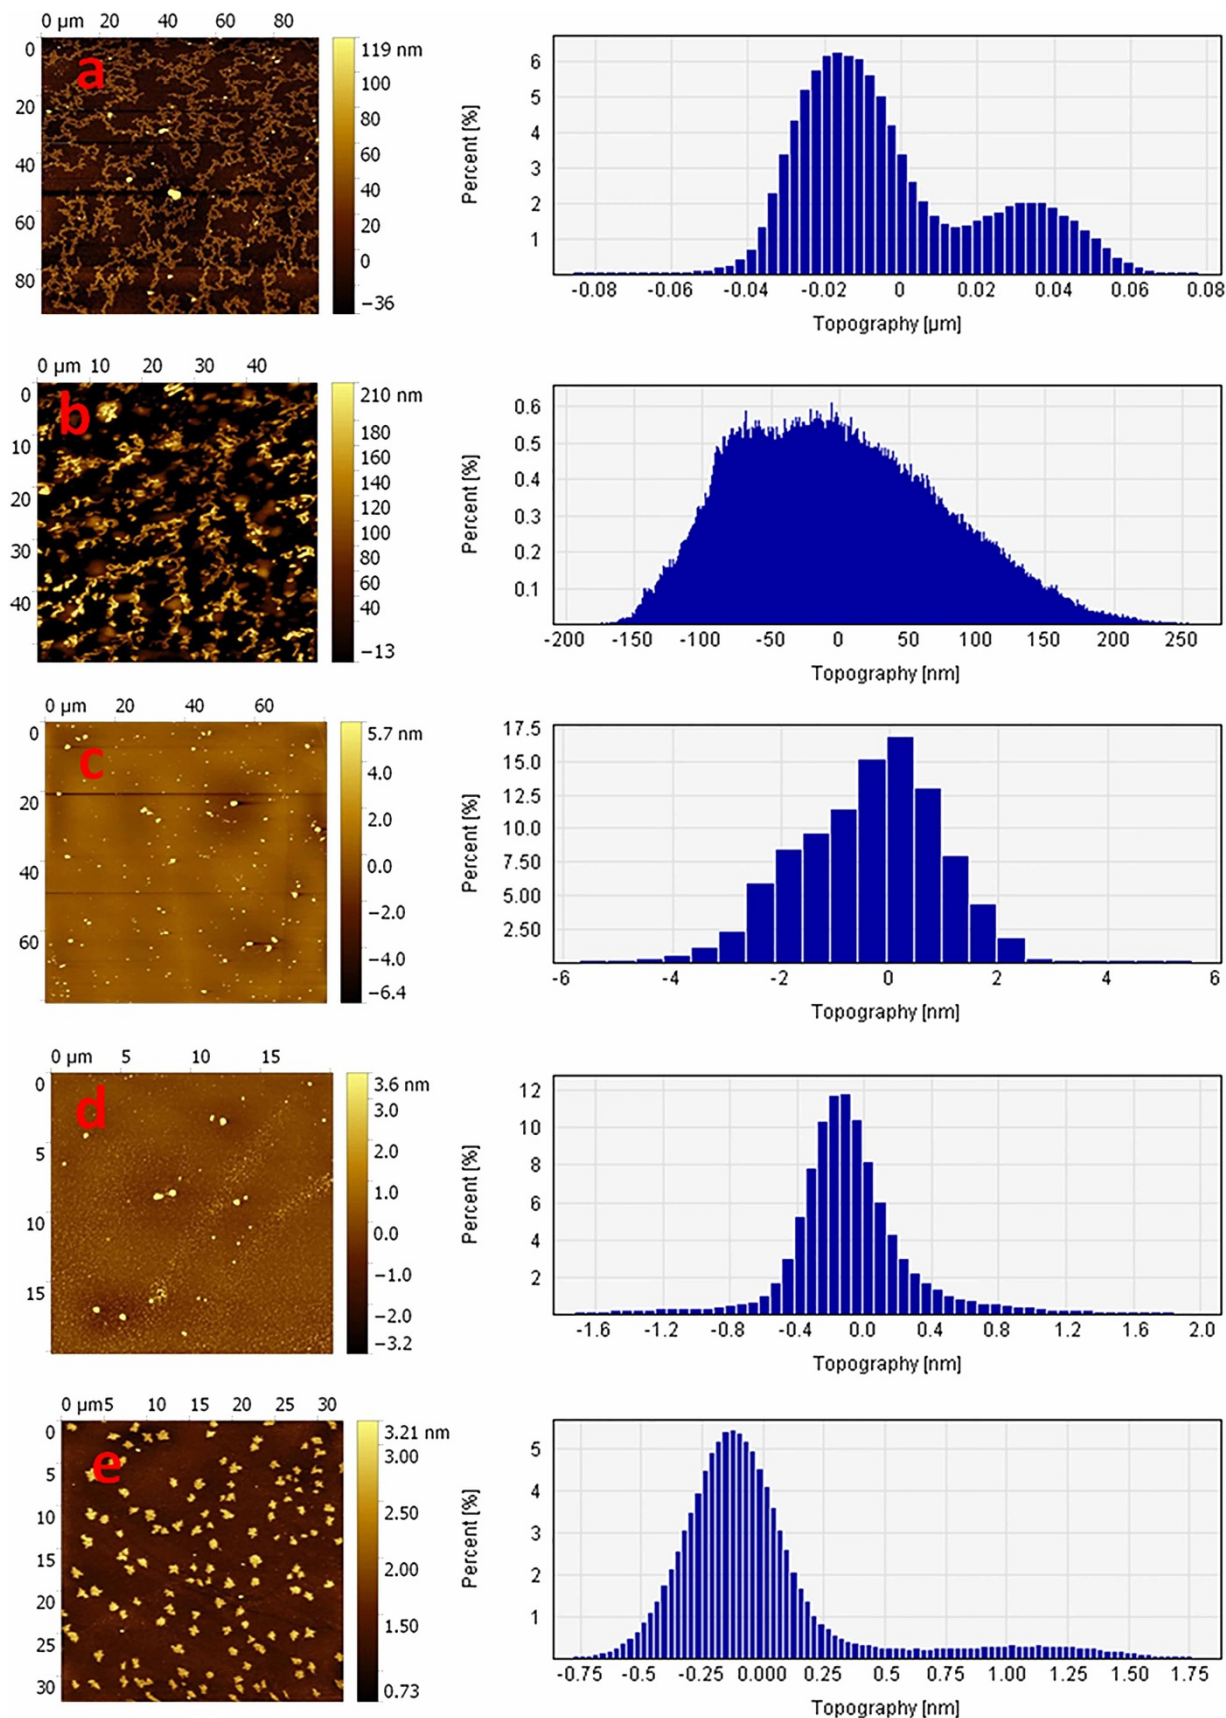 0 µm 20 40 60 80
0
20
40
60
80
a
119 nm
100
80
60
40
20
0
−36
Percent [%]
6
5
4
3
2
1
-0.08 -0.06 -0.04 -0.02 0 0.02 0.04 0.06 0.08
Topography [µm]
0 µm 10 20 30 40
0
10
20
30
40
b
210 nm
180
160
140
120
100
80
60
40
−13
Percent [%]
0.6
0.5
0.4
0.3
0.2
0.1
-200 -150 -100 -50 0 50 100 150 200 250
Topography [nm]
0 µm 20 40 60
0
20
40
60
c
5.7 nm
4.0
2.0
0.0
−2.0
−4.0
−6.4
Percent [%]
17.5
15.0
12.5
10.0
7.50
5.00
2.50
-6 -4 -2 0 2 4 6
Topography [nm]
0 µm 5 10 15
0
5
10
15
d
3.6 nm
3.0
2.0
1.0
0.0
−1.0
−2.0
−3.2
Percent [%]
12
10
8
6
4
2
-1.6 -1.2 -0.8 -0.4 0.0 0.4 0.8 1.2 1.6 2.0
Topography [nm]
0 µm5 10 15 20 25 30
0
5
10
15
20
25
30
e
3.21 nm
3.00
2.50
2.00
1.50
0.73
Percent [%]
5
4
3
2
1
-0.75 -0.5 -0.25 0.000 0.25 0.5 0.75 1.00 1.25 1.50 1.75
Topography [nm]